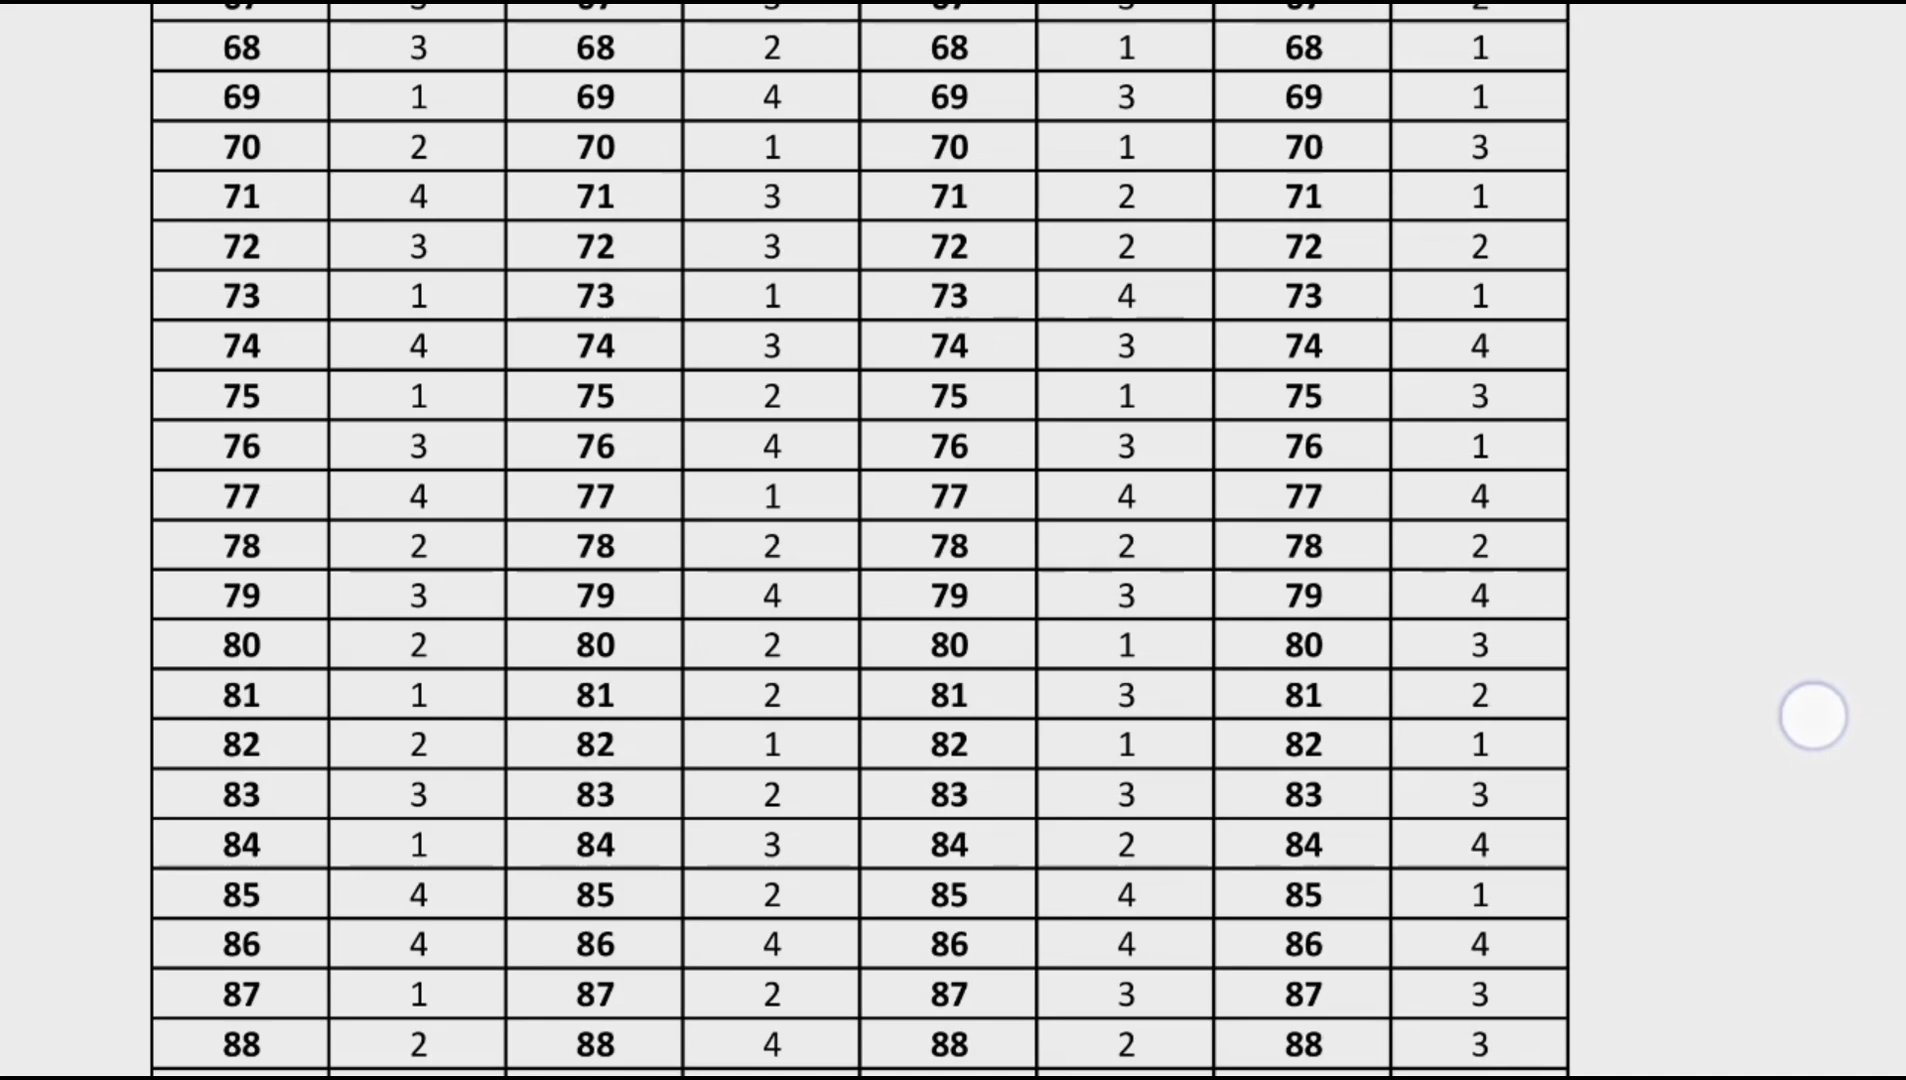 68 3 68 2 68 1 68 1
69 1 69 4 69 3 69 1
70 2 70 1 70 1 70 3
71 4 71 3 71 2 71 1
72 3 72 3 72 2 72 2
73 1 73 1 73 4 73 1
74 4 74 3 74 3 74 4
75 1 75 2 75 1 75 3
76 3 76 4 76 3 76 1
77 4 77 1 77 4 77 4
78 2 78 2 78 2 78 2
79 3 79 4 79 3 79 4
80 2 80 2 80 1 80 3
81 1 81 2 81 3 81 2
82 2 82 1 82 1 82 1
83 3 83 2 83 3 83 3
84 1 84 3 84 2 84 4
85 4 85 2 85 4 85 1
86 4 86 4 86 4 86 4
87 1 87 2 87 3 87 3
88 2 88 4 88 2 88 3